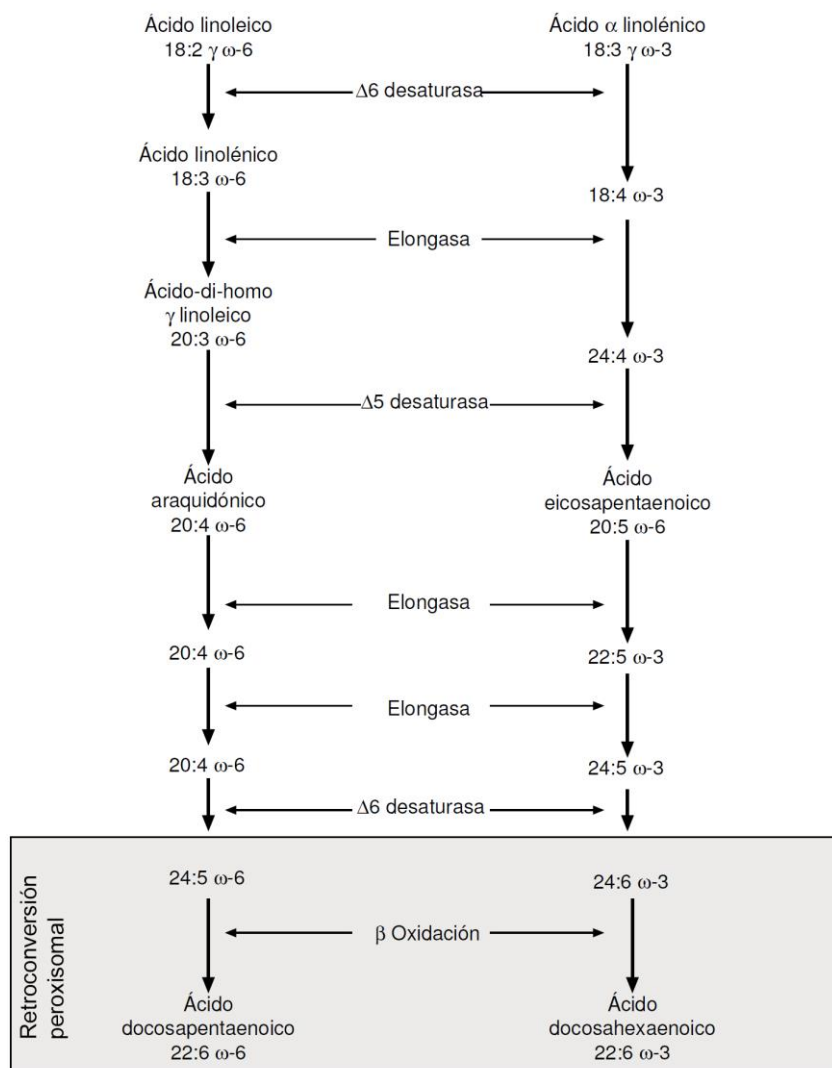 Ácido linoleico
18:2 γ ω-6
Ácido α linolénico
18:3 γ ω-3
Δ6 desaturasa
Ácido linolénico
18:3 ω-6
18:4 ω-3
Elongasa
Ácido-di-homo
γ linoleico
20:3 ω-6
24:4 ω-3
Δ5 desaturasa
Ácido
araquidónico
20:4 ω-6
Ácido
eicosapentaenoico
20:5 ω-6
Elongasa
20:4 ω-6
22:5 ω-3
Elongasa
20:4 ω-6
24:5 ω-3
Δ6 desaturasa
Retroconversión
peroxisomal
24:5 ω-6
24:6 ω-3
β Oxidación
Ácido
docosapentaenoico
22:6 ω-6
Ácido
docosahexaenoico
22:6 ω-3